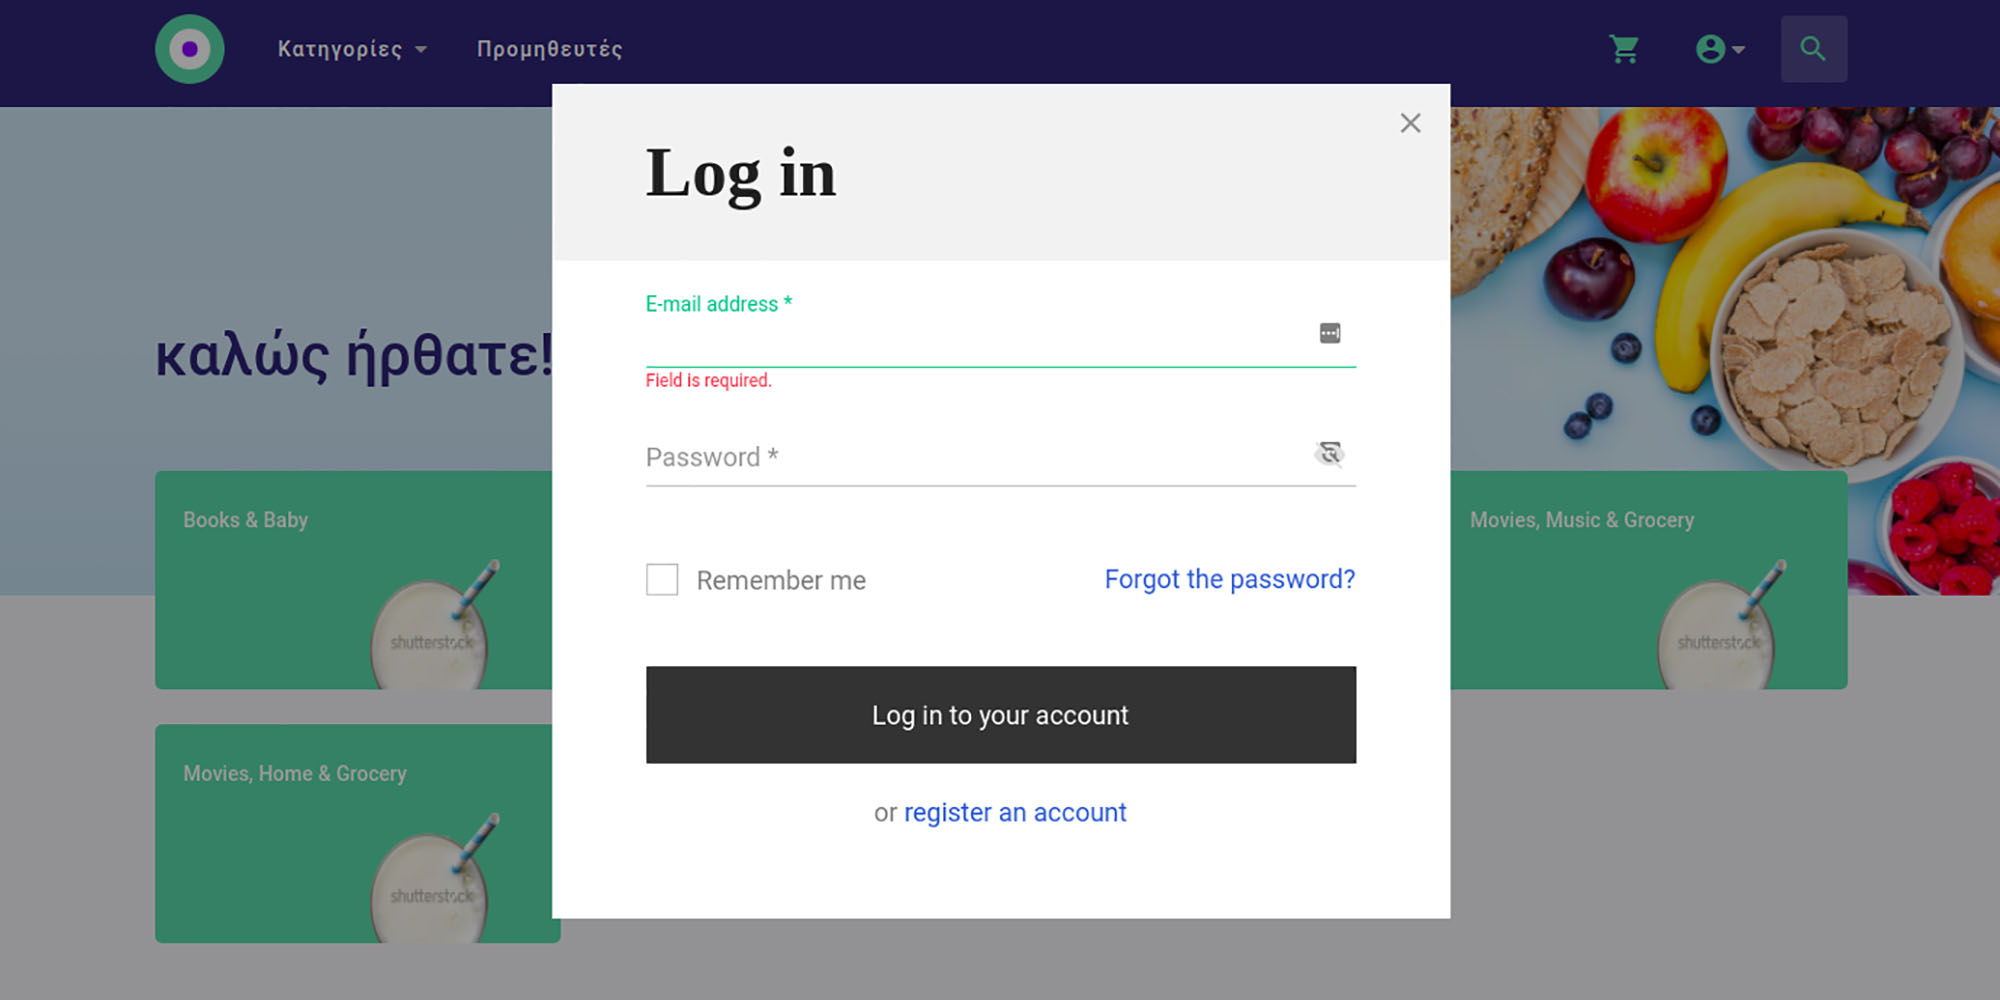 Κατηγορίες
Προμηθευτές
Log in
E-mail address *
Field is required.
Password *
Remember me
Forgot the password?
Log in to your account
or register an account
καλώς ήρθατε!
Books & Baby
shutterstock
Movies, Music & Grocery
shutterstock
Movies, Home & Grocery
shutterstock